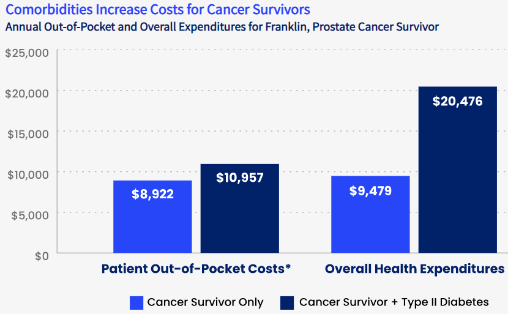 Comorbidities Increase Costs for Cancer Survivors
Annual Out-of-Pocket and Overall Expenditures for Franklin, Prostate Cancer Survivor
$25,000
$20,000
$15,000
$10,000
$5,000
$0
$8,922
$10,957
$9,479
$20,476
Patient Out-of-Pocket Costs*
Overall Health Expenditures
Cancer Survivor Only
Cancer Survivor + Type II Diabetes